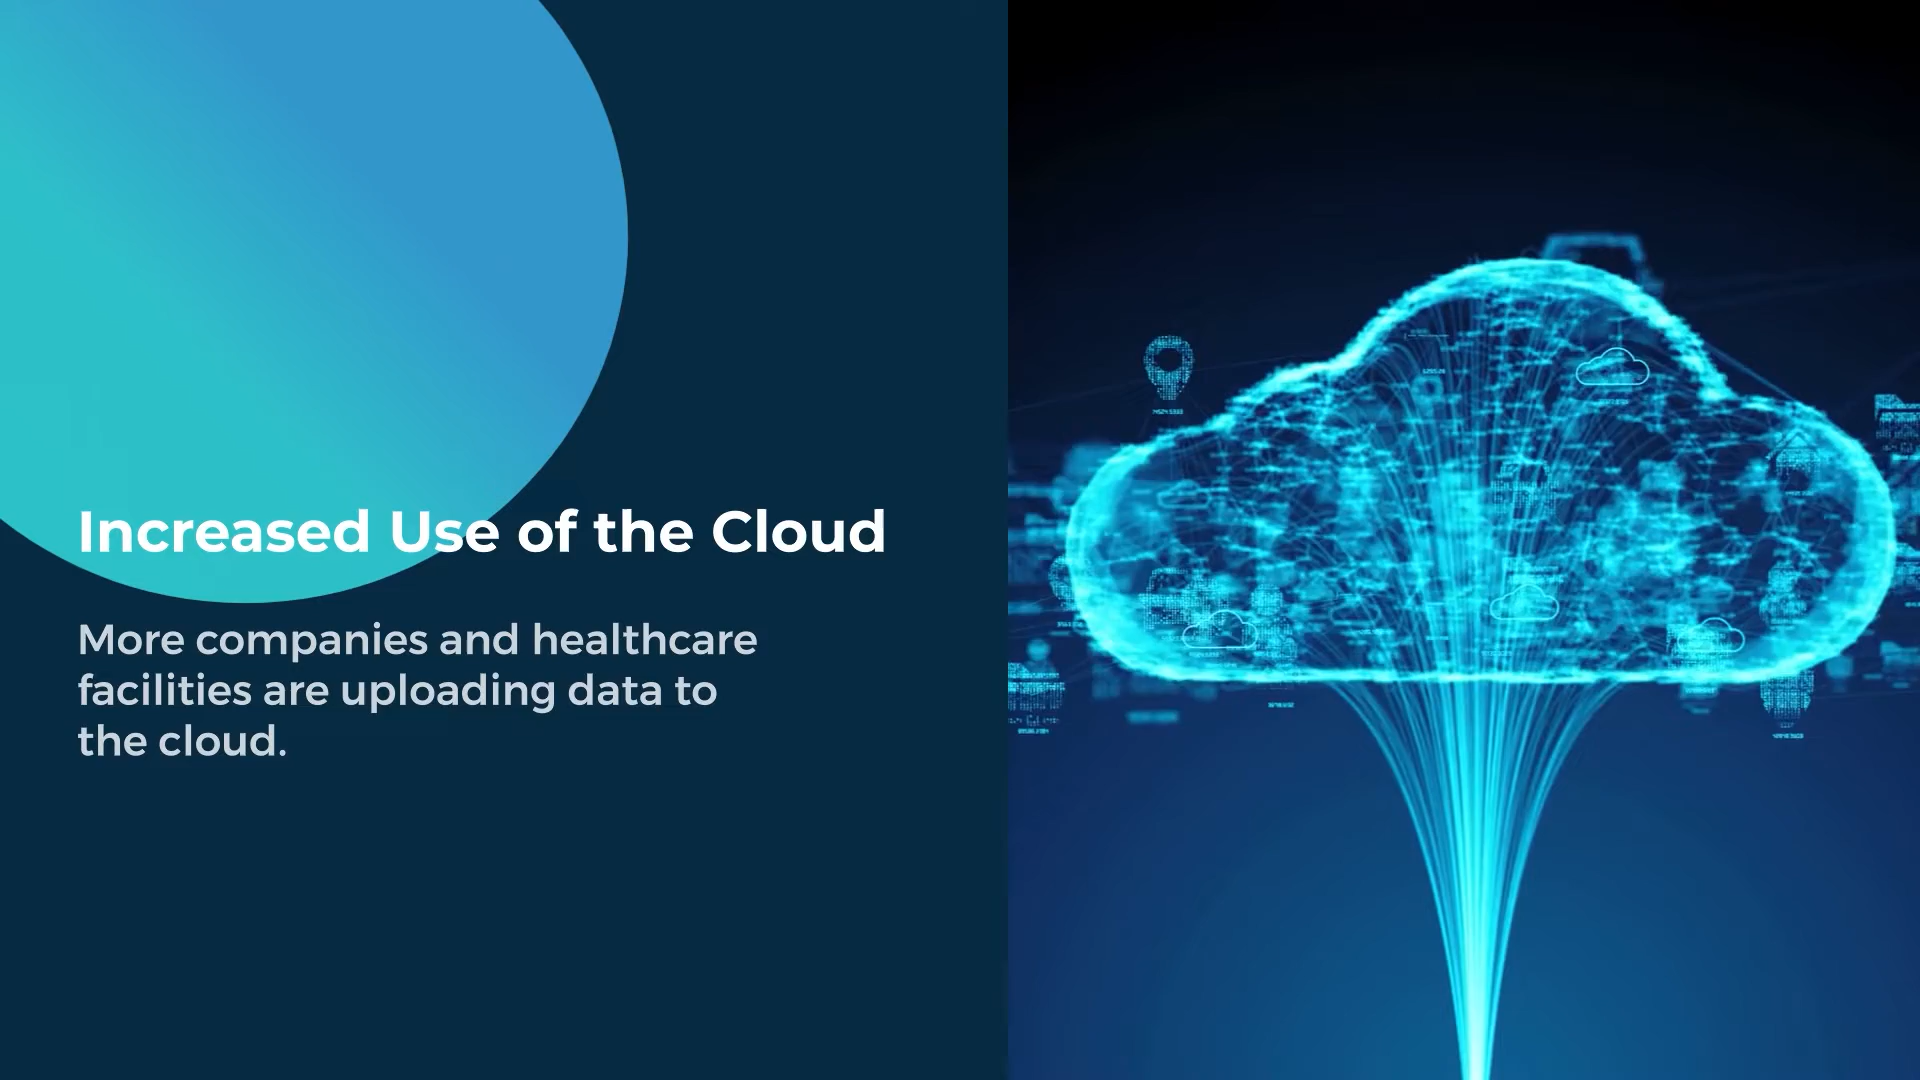 Increased Use of the Cloud
More companies and healthcare
facilities are uploading data to
the cloud.